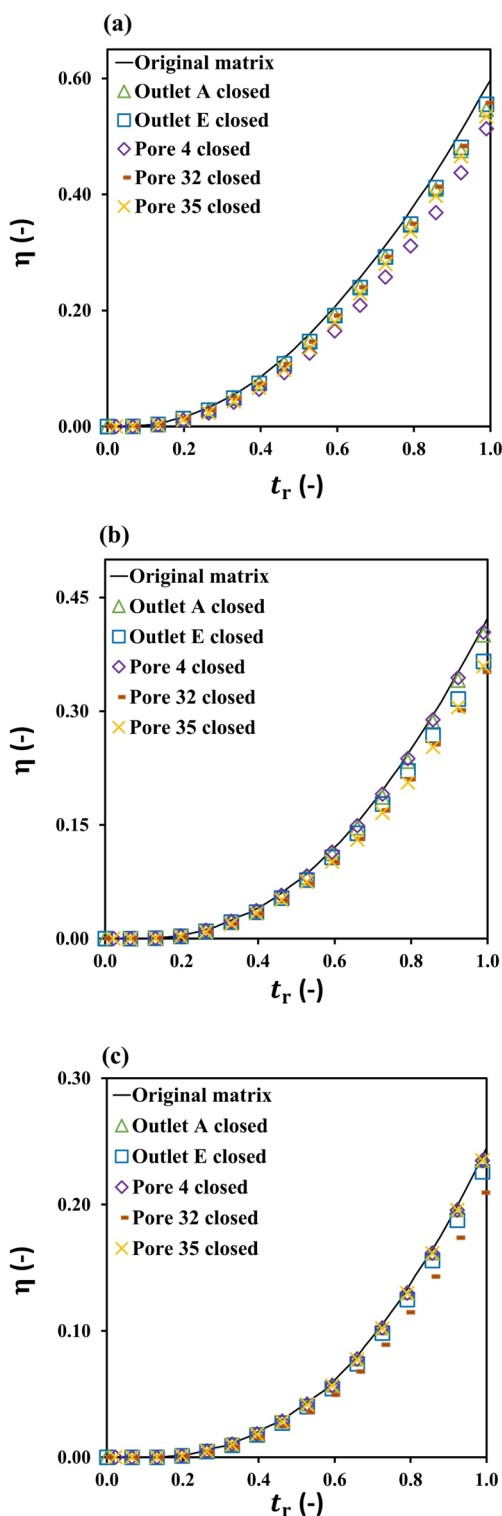 (a)
Original matrix
Outlet A closed
Outlet E closed
Pore 4 closed
Pore 32 closed
Pore 35 closed
0.60
0.40
0.20
0.00
η (-)
0.0 0.2 0.4 0.6 0.8 1.0
tr (-)
(b)
Original matrix
Outlet A closed
Outlet E closed
Pore 4 closed
Pore 32 closed
Pore 35 closed
0.45
0.30
0.15
0.00
η (-)
0.0 0.2 0.4 0.6 0.8 1.0
tr (-)
(c)
Original matrix
Outlet A closed
Outlet E closed
Pore 4 closed
Pore 32 closed
Pore 35 closed
0.30
0.20
0.10
0.00
η (-)
0.0 0.2 0.4 0.6 0.8 1.0
tr (-)